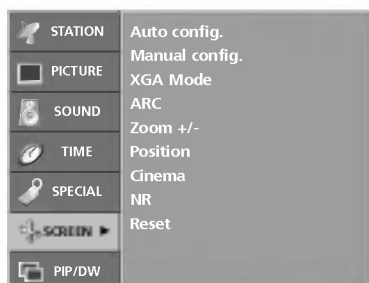 STATION
PICTURE
SOUND
TIME
SPECIAL
SCREEN
PIP/DW
Auto config.
Manual config.
XGA Mode
ARC
Zoom +/-
Position
Cinema
NR
Reset